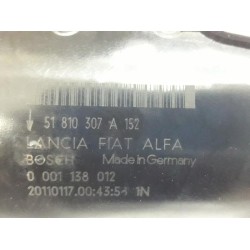 51 810 307 A 152
LANCIA FIAT ALFA
BOSCH Made in Germany
0 001 138 012
20110117.00:43:54 IN